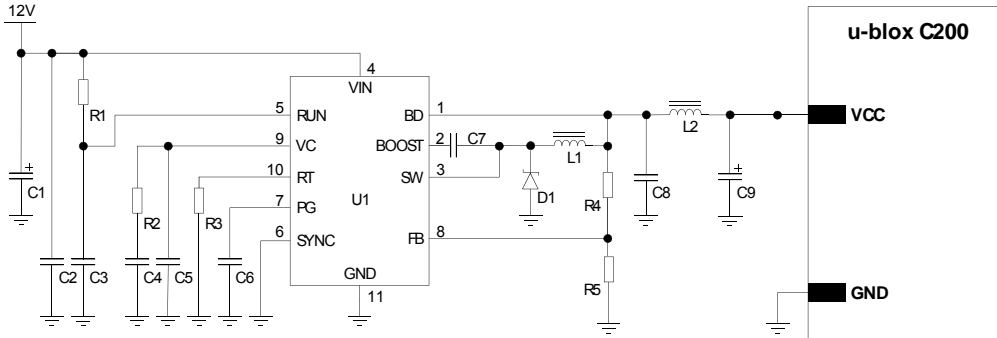 12V
u-blox C200
4
VIN
R1
5
RUN
BD
1
VCC
9
VC
BOOST
2
C7
L1
L2
10
RT
SW
3
C1
R2
R3
7
PG
U1
D1
R4
C8
C9
6
SYNC
FB
8
C2
C3
C4
C5
C6
GND
11
R5
GND